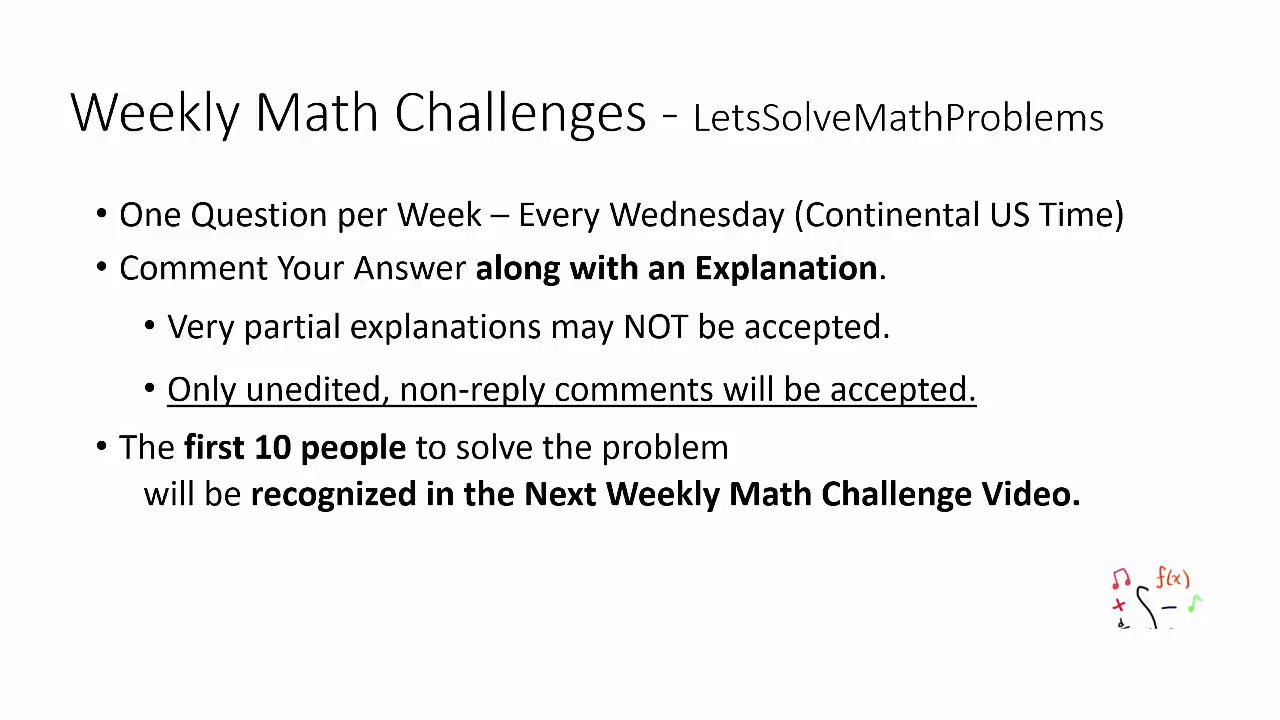 Weekly Math Challenges - LetsSolveMathProblems
• One Question per Week – Every Wednesday (Continental US Time)
• Comment Your Answer along with an Explanation.
• Very partial explanations may NOT be accepted.
• Only unedited, non-reply comments will be accepted.
• The first 10 people to solve the problem
will be recognized in the Next Weekly Math Challenge Video.
f(x)
+ −